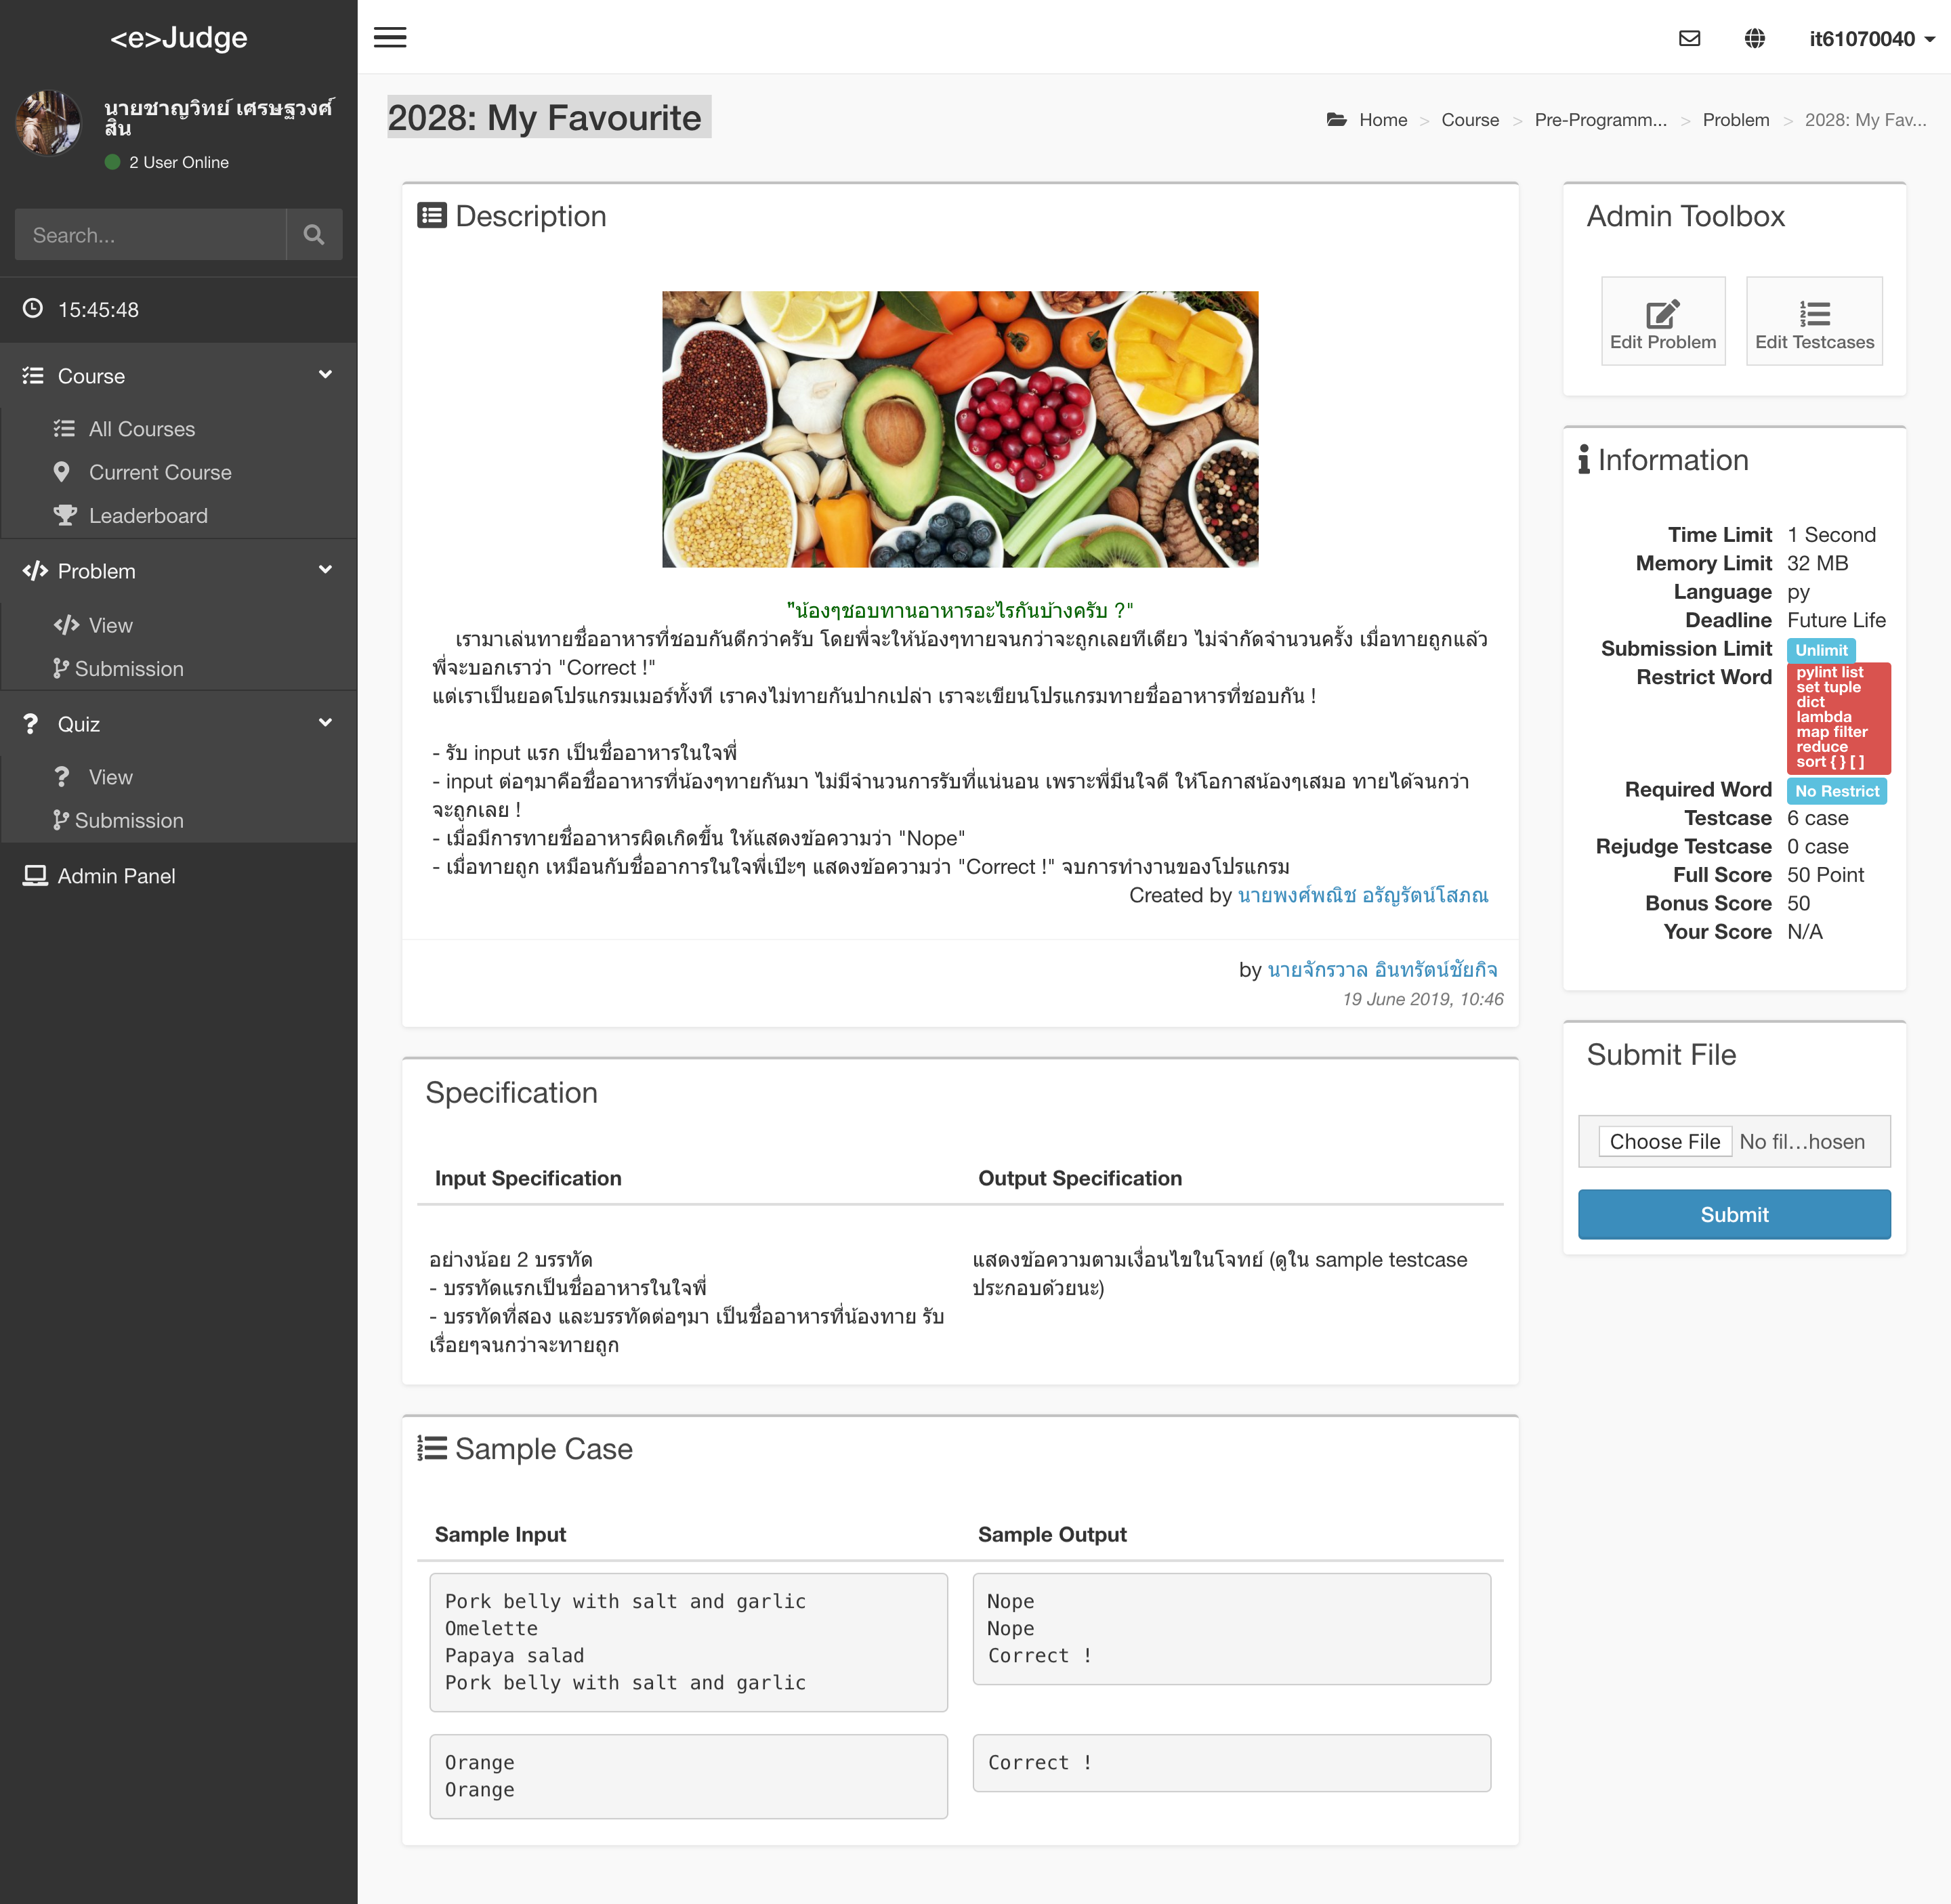 <e>Judge
it61070040
นายชาญวิทย์ เศรษฐวงศ์
สิน
2 User Online
Search...
15:45:48
Course
All Courses
Current Course
Leaderboard
Problem
View
Submission
Quiz
View
Submission
Admin Panel
2028: My Favourite
Home > Course > Pre-Programm... > Problem > 2028: My Fav...
Description
"น้องๆชอบทานอาหารอะไรกันบ้างครับ ?"
เรามาเล่นทายชื่ออาหารที่ชอบกันดีกว่าครับ โดยพี่จะให้น้องๆทายจนกว่าจะถูกเลยทีเดียว ไม่จำกัดจำนวนครั้ง เมื่อทายถูกแล้ว
พี่จะบอกเราว่า "Correct !"
แต่เราเป็นยอดโปรแกรมเมอร์ทั้งที เราคงไม่ทายกันปากเปล่า เราจะเขียนโปรแกรมทายชื่ออาหารที่ชอบกัน !
- รับ input แรก เป็นชื่ออาหารในใจพี่
- input ต่อๆมาคือชื่ออาหารที่น้องๆทายกันมา ไม่มีจำนวนการรับที่แน่นอน เพราะพี่มีนใจดี ให้โอกาสน้องๆเสมอ ทายได้จนกว่า
จะถูกเลย !
- เมื่อมีการทายชื่ออาหารผิดเกิดขึ้น ให้แสดงข้อความว่า "Nope"
- เมื่อทายถูก เหมือนกับชื่ออาการในใจพี่เป๊ะๆ แสดงข้อความว่า "Correct !" จบการทำงานของโปรแกรม
Created by นายพงศ์พณิช อรัญรัตน์โสภณ
by นายจักรวาล อินทรัตน์ชัยกิจ
19 June 2019, 10:46
Specification
Input Specification
Output Specification
อย่างน้อย 2 บรรทัด
- บรรทัดแรกเป็นชื่ออาหารในใจพี่
- บรรทัดที่สอง และบรรทัดต่อๆมา เป็นชื่ออาหารที่น้องทาย รับ
เรื่อยๆจนกว่าจะทายถูก
แสดงข้อความตามเงื่อนไขในโจทย์ (ดูใน sample testcase
ประกอบด้วยนะ)
Sample Case
Sample Input
Sample Output
Pork belly with salt and garlic
Omelette
Papaya salad
Pork belly with salt and garlic
Nope
Nope
Correct !
Orange
Orange
Correct !
Admin Toolbox
Edit Problem
Edit Testcases
Information
Time Limit 1 Second
Memory Limit 32 MB
Language py
Deadline Future Life
Submission Limit Unlimit
Restrict Word pylint list
set tuple
dict
lambda
map filter
reduce
sort { } [ ]
Required Word No Restrict
Testcase 6 case
Rejudge Testcase 0 case
Full Score 50 Point
Bonus Score 50
Your Score N/A
Submit File
Choose File No fil...hosen
Submit